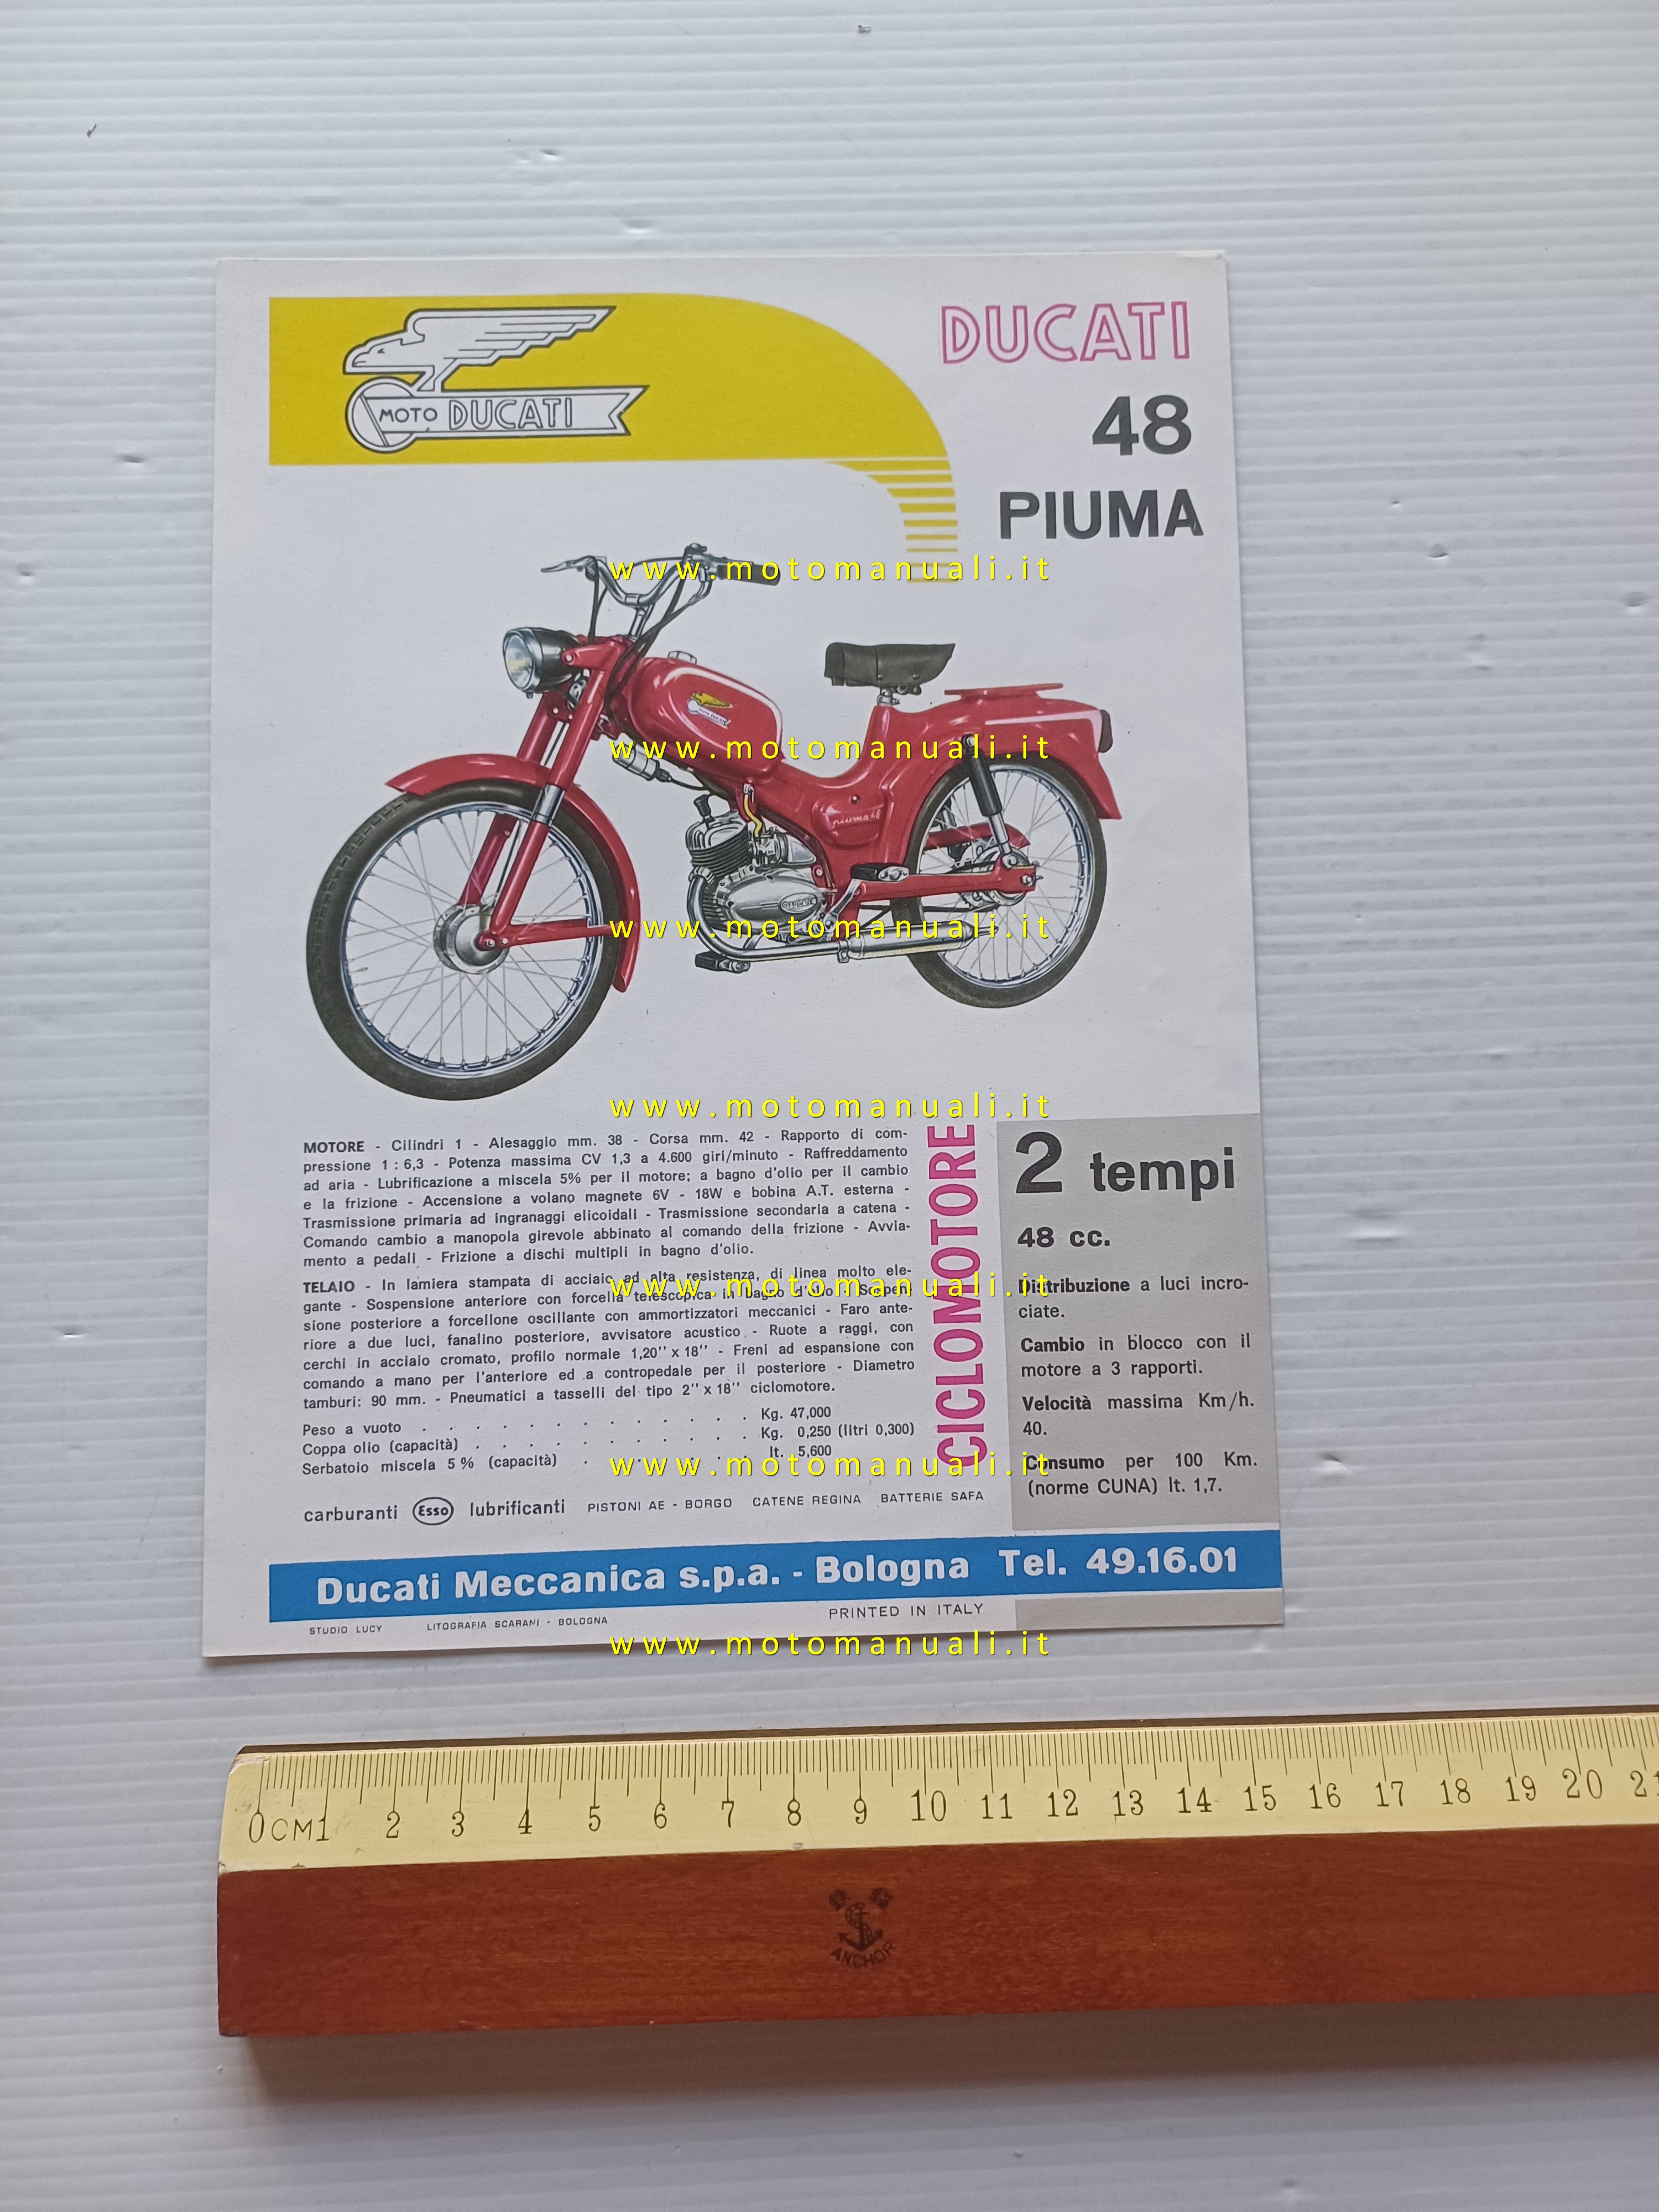 MOTO DUCATI
DUCATI
48
PIUMA
www.motomanuali.it
www.motomanuali.it
piuma 48
DUCATI
www.motomanuali.it
www.motomanuali.it
MOTORE - Cilindri 1 - Alesaggio mm. 38 - Corsa mm. 42 - Rapporto di com-
pressione 1 : 6,3 - Potenza massima CV 1,3 a 4.600 giri/minuto - Raffreddamento
ad aria - Lubrificazione a miscela 5% per il motore; a bagno d'olio per il cambio
e la frizione - Accensione a volano magnete 6V - 18W e bobina A.T. esterna -
Trasmissione primaria ad ingranaggi elicoidali - Trasmissione secondaria a catena -
Comando cambio a manopola girevole abbinato al comando della frizione - Avvia-
mento a pedali - Frizione a dischi multipli in bagno d'olio.
TELAIO - In lamiera stampata di acciaio ad alta resistenza, di linea molto ele-
gante - Sospensione anteriore con forcella telescopica in bagno d'olio - Sospen-
sione posteriore a forcellone oscillante con ammortizzatori meccanici - Faro ante-
riore a due luci, fanalino posteriore, avvisatore acustico - Ruote a raggi, con
cerchi in acciaio cromato, profilo normale 1,20'' x 18'' - Freni ad espansione con
comando a mano per l'anteriore ed a contropedale per il posteriore - Diametro
tamburi: 90 mm. - Pneumatici a tasselli del tipo 2'' x 18'' ciclomotore.
www.motomanuali.it
Peso a vuoto . . . . . . . . . . . . . Kg. 47,000
Coppa olio (capacità) . . . . . . . . . . . Kg. 0,250 (litri 0,300)
Serbatoio miscela 5 % (capacità) . . . . . . . lt. 5,600
www.motomanuali.it
CICLOMOTORE
2 tempi
48 cc.
Distribuzione a luci incro-
ciate.
Cambio in blocco con il
motore a 3 rapporti.
Velocità massima Km/h.
40.
Consumo per 100 Km.
(norme CUNA) lt. 1,7.
carburanti Esso lubrificanti PISTONI AE - BORGO CATENE REGINA BATTERIE SAFA
Ducati Meccanica s.p.a. - Bologna Tel. 49.16.01
STUDIO LUCY LITOGRAFIA SCARANI - BOLOGNA PRINTED IN ITALY
www.motomanuali.it
0 CM 1 2 3 4 5 6 7 8 9 10 11 12 13 14 15 16 17 18 19 20 21
ANCHOR